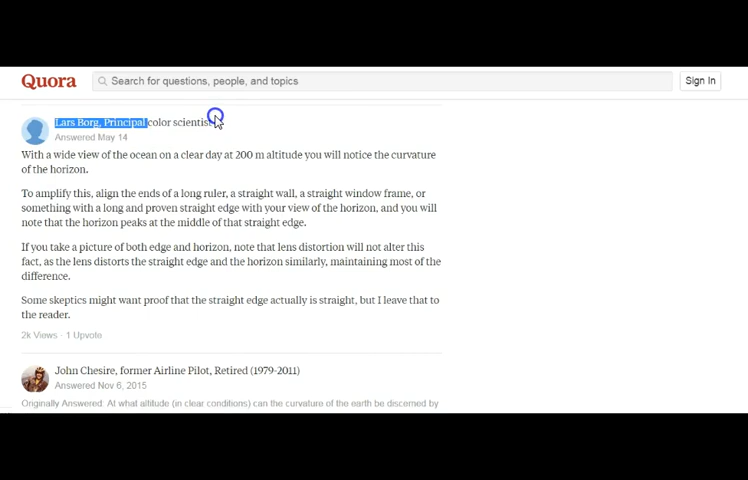 Quora
Search for questions, people, and topics
Sign In
Lars Borg, Principal color scientist
Answered May 14
With a wide view of the ocean on a clear day at 200 m altitude you will notice the curvature
of the horizon.
To amplify this, align the ends of a long ruler, a straight wall, a straight window frame, or
something with a long and proven straight edge with your view of the horizon, and you will
note that the horizon peaks at the middle of that straight edge.
If you take a picture of both edge and horizon, note that lens distortion will not alter this
fact, as the lens distorts the straight edge and the horizon similarly, maintaining most of the
difference.
Some skeptics might want proof that the straight edge actually is straight, but I leave that to
the reader.
2k Views · 1 Upvote
John Chesire, former Airline Pilot, Retired (1979-2011)
Answered Nov 6, 2015
Originally Answered: At what altitude (in clear conditions) can the curvature of the earth be discerned by